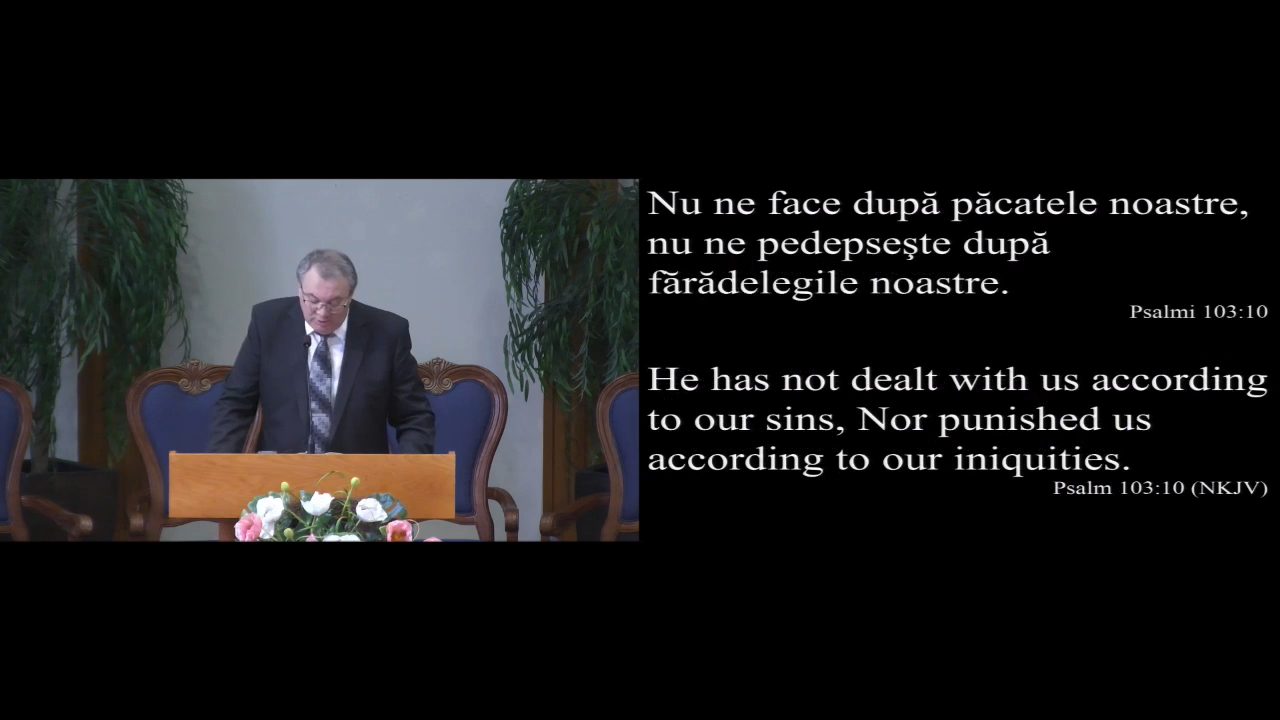 Nu ne face după păcatele noastre,
nu ne pedepseşte după
fărădelegile noastre.
Psalmi 103:10
He has not dealt with us according
to our sins, Nor punished us
according to our iniquities.
Psalm 103:10 (NKJV)